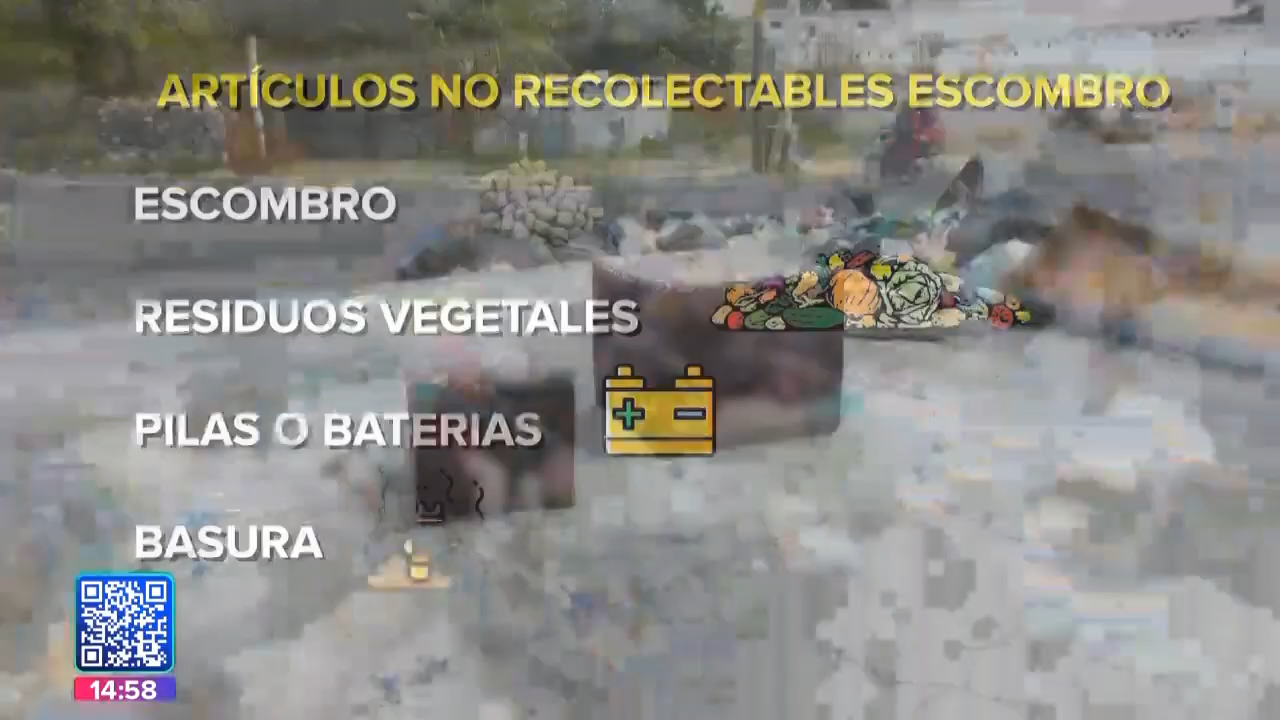 ARTÍCULOS NO RECOLECTABLES ESCOMBRO
ESCOMBRO
RESIDUOS VEGETALES
PILAS O BATERIAS
BASURA
14:58